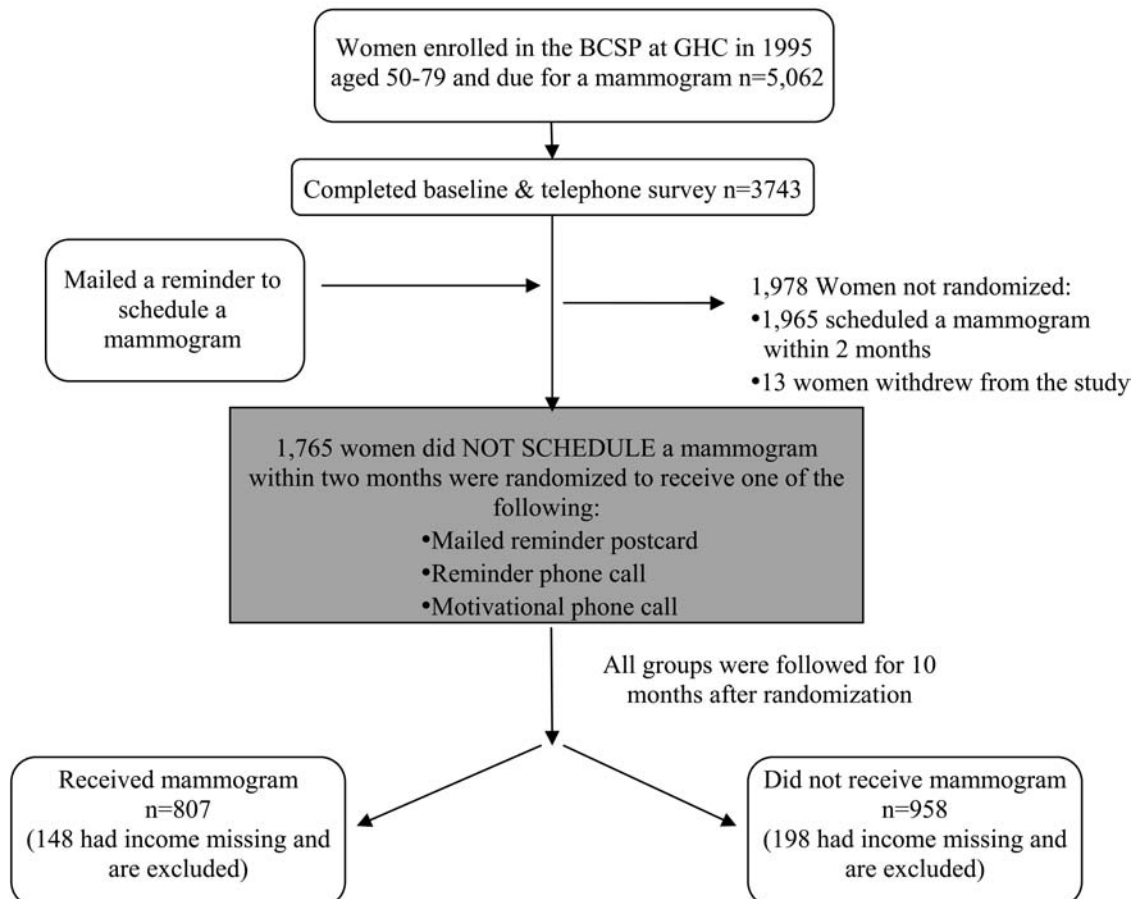 Women enrolled in the BCSP at GHC in 1995
aged 50-79 and due for a mammogram n=5,062
Completed baseline & telephone survey n=3743
Mailed a reminder to
schedule a
mammogram
1,978 Women not randomized:
•1,965 scheduled a mammogram
within 2 months
•13 women withdrew from the study
1,765 women did NOT SCHEDULE a mammogram
within two months were randomized to receive one of the
following:
•Mailed reminder postcard
•Reminder phone call
•Motivational phone call
All groups were followed for 10
months after randomization
Received mammogram
n=807
(148 had income missing and
are excluded)
Did not receive mammogram
n=958
(198 had income missing and
are excluded)